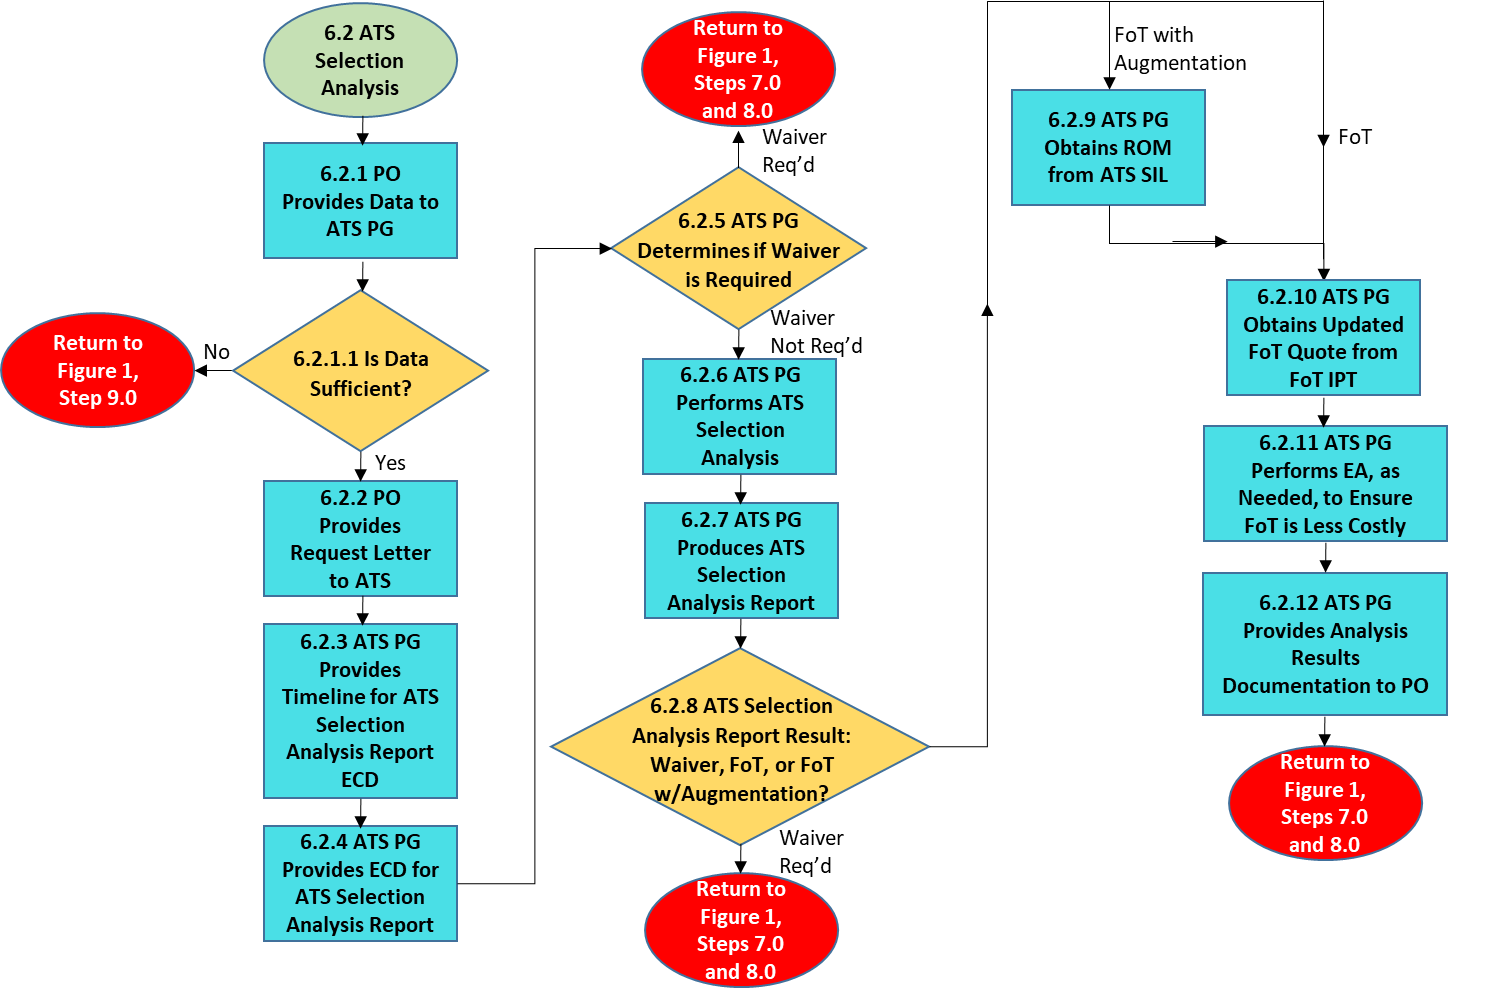 6.2 ATS
Selection
Analysis
6.2.1 PO
Provides Data to
ATS PG
6.2.1.1 Is Data
Sufficient?
No
Return to
Figure 1,
Step 9.0
Yes
6.2.2 PO
Provides
Request Letter
to ATS
6.2.3 ATS PG
Provides
Timeline for ATS
Selection
Analysis Report
ECD
6.2.4 ATS PG
Provides ECD for
ATS Selection
Analysis Report
Return to
Figure 1,
Steps 7.0
and 8.0
Waiver
Req’d
6.2.5 ATS PG
Determines if Waiver
is Required
Waiver
Not Req’d
6.2.6 ATS PG
Performs ATS
Selection
Analysis
6.2.7 ATS PG
Produces ATS
Selection
Analysis Report
6.2.8 ATS Selection
Analysis Report Result:
Waiver, FoT, or FoT
w/Augmentation?
Waiver
Req’d
Return to
Figure 1,
Steps 7.0
and 8.0
FoT with
Augmentation
6.2.9 ATS PG
Obtains ROM
from ATS SIL
FoT
6.2.10 ATS PG
Obtains Updated
FoT Quote from
FoT IPT
6.2.11 ATS PG
Performs EA, as
Needed, to Ensure
FoT is Less Costly
6.2.12 ATS PG
Provides Analysis
Results
Documentation to PO
Return to
Figure 1,
Steps 7.0
and 8.0